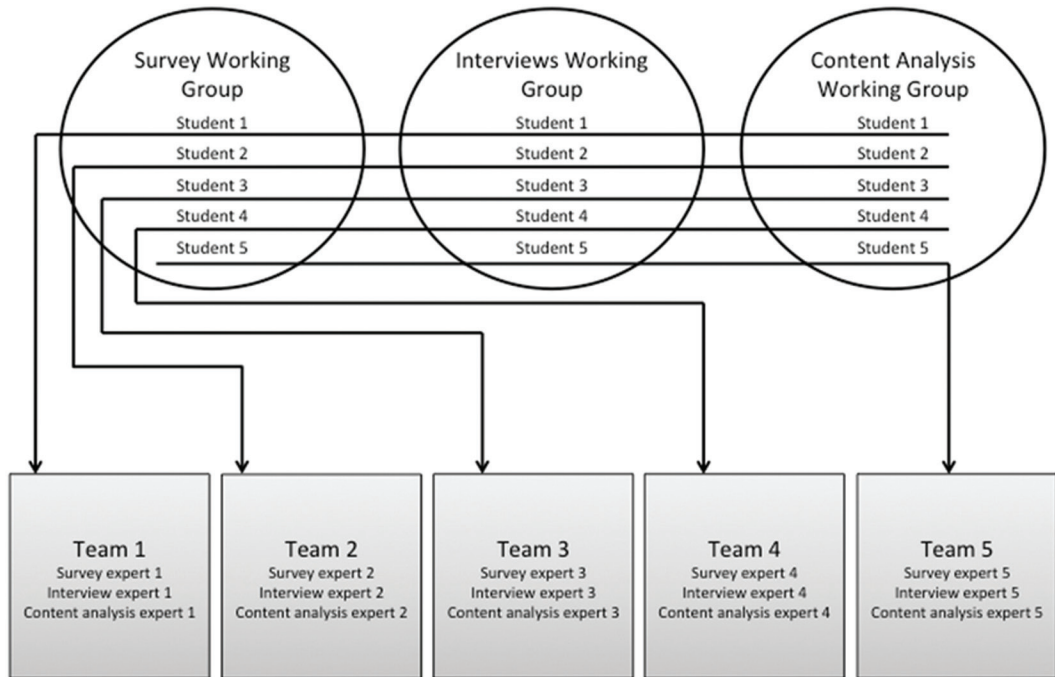 Survey Working
Group
Student 1
Student 2
Student 3
Student 4
Student 5
Interviews Working
Group
Student 1
Student 2
Student 3
Student 4
Student 5
Content Analysis
Working Group
Student 1
Student 2
Student 3
Student 4
Student 5
Team 1
Survey expert 1
Interview expert 1
Content analysis expert 1
Team 2
Survey expert 2
Interview expert 2
Content analysis expert 2
Team 3
Survey expert 3
Interview expert 3
Content analysis expert 3
Team 4
Survey expert 4
Interview expert 4
Content analysis expert 4
Team 5
Survey expert 5
Interview expert 5
Content analysis expert 5